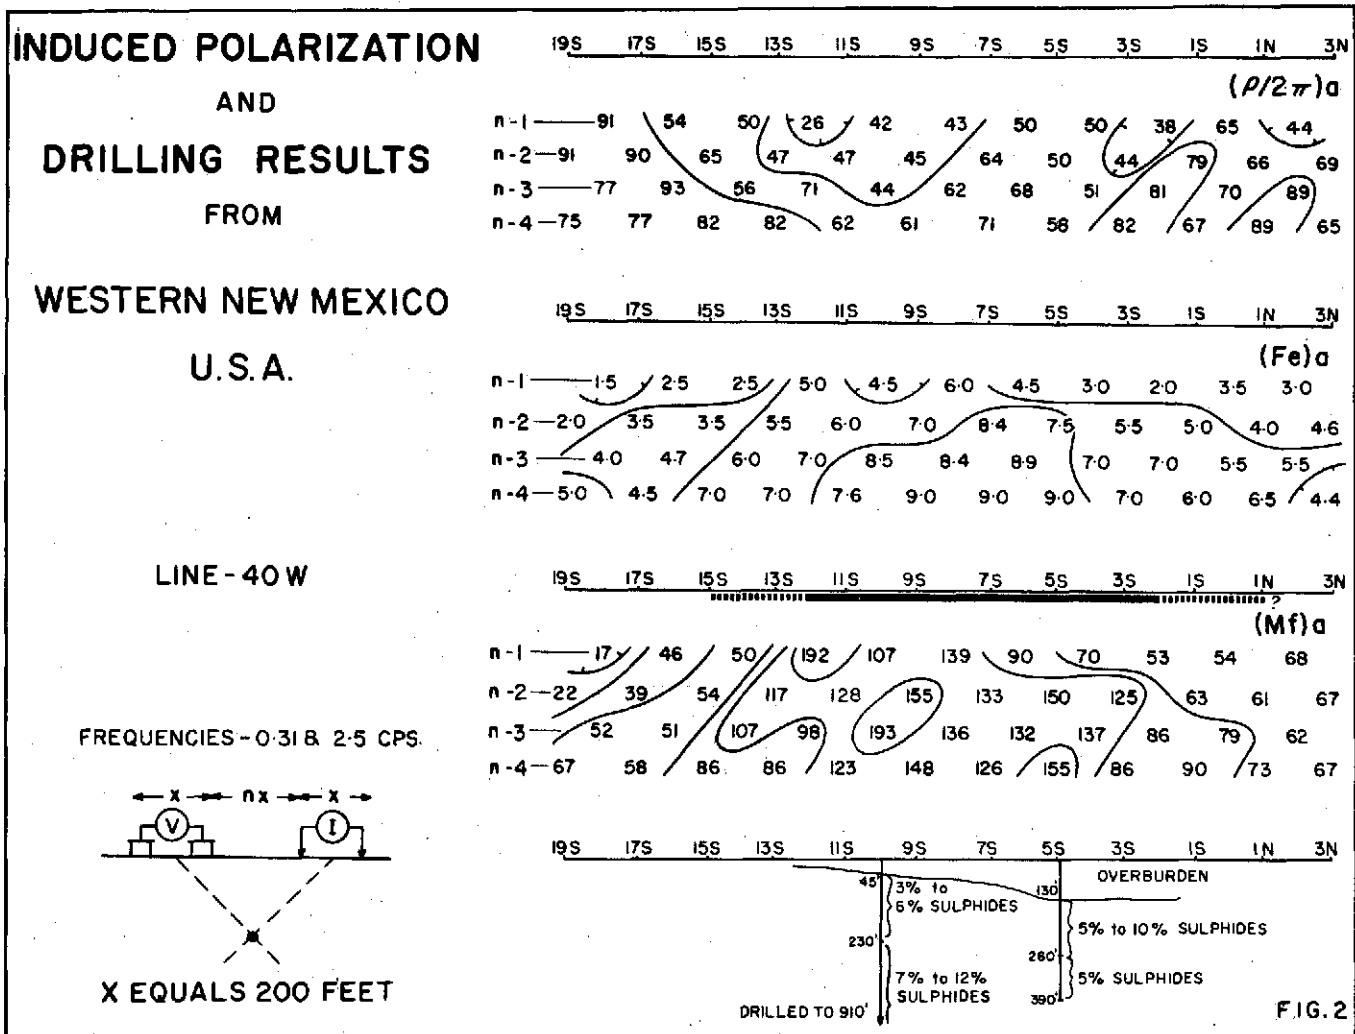 INDUCED POLARIZATION
AND
DRILLING RESULTS
FROM
WESTERN NEW MEXICO
U.S.A.
LINE-40W
FREQUENCIES-0.31 & 2.5 CPS.
x nx x
V I
X EQUALS 200 FEET
19S 17S 15S 13S 11S 9S 7S 5S 3S 1S 1N 3N
(ρ/2π)a
n-1 91 54 50 26 42 43 50 50 38 65 44
n-2 91 90 65 47 47 45 64 50 44 79 66 69
n-3 77 93 56 71 44 62 68 51 81 70 89
n-4 75 77 82 82 62 61 71 58 82 67 89 65
19S 17S 15S 13S 11S 9S 7S 5S 3S 1S 1N 3N
(Fe)a
n-1 1.5 2.5 2.5 5.0 4.5 6.0 4.5 3.0 2.0 3.5 3.0
n-2 2.0 3.5 3.5 5.5 6.0 7.0 8.4 7.5 5.5 5.0 4.0 4.6
n-3 4.0 4.7 6.0 7.0 8.5 8.4 8.9 7.0 7.0 5.5 5.5
n-4 5.0 4.5 7.0 7.0 7.6 9.0 9.0 9.0 7.0 6.0 6.5 4.4
19S 17S 15S 13S 11S 9S 7S 5S 3S 1S 1N 3N
?
(Mf)a
n-1 17 46 50 192 107 139 90 70 53 54 68
n-2 22 39 54 117 128 155 133 150 125 63 61 67
n-3 52 51 107 98 193 136 132 137 86 79 62
n-4 67 58 86 86 123 148 126 155 86 90 73 67
19S 17S 15S 13S 11S 9S 7S 5S 3S 1S 1N 3N
OVERBURDEN
45'
3% to
6% SULPHIDES
130'
5% to 10% SULPHIDES
230'
260'
7% to 12%
SULPHIDES
5% SULPHIDES
390'
DRILLED TO 910'
FIG. 2